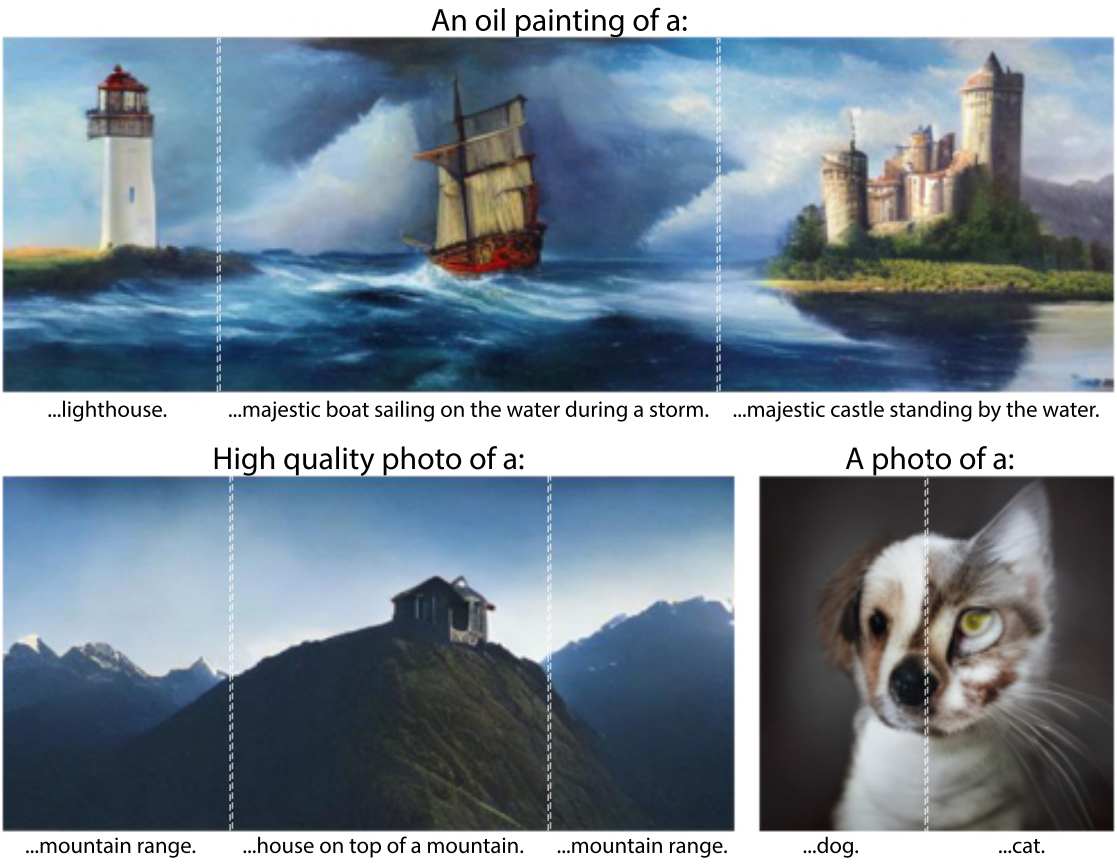 An oil painting of a:
...lighthouse.
...majestic boat sailing on the water during a storm.
...majestic castle standing by the water.
High quality photo of a:
A photo of a:
...mountain range.
...house on top of a mountain.
...mountain range.
...dog.
...cat.